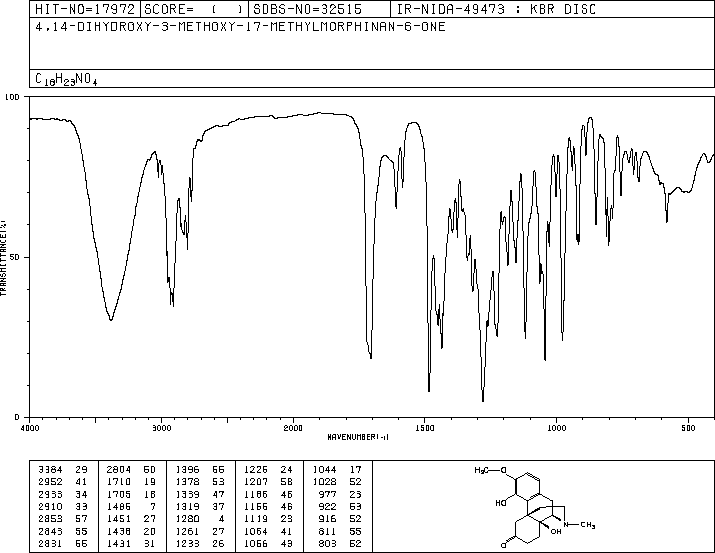 HIT-NO=17972 SCORE= ( ) SDBS-NO=32515 IR-NIDA-49473 : KBR DISC
4,14-DIHYDROXY-3-METHOXY-17-METHYLMORPHINAN-6-ONE
C18H23NO4
100
TRANSMITTANCE(%)
50
0
4000 3000 2000 1500 1000 500
WAVENUMBER(-1)
3384 29 2804 50 1396 55 1226 24 1044 17
2952 41 1710 19 1378 53 1207 58 1028 52
2933 34 1705 18 1339 47 1186 46 977 23
2910 33 1486 7 1319 37 1155 46 922 53
2853 57 1451 27 1280 4 1119 23 916 52
2843 55 1438 20 1261 27 1064 41 811 55
2831 55 1431 31 1233 26 1056 49 803 52
H3C O
HO
N CH3
OH
O